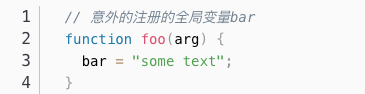 1 // 意外的注册的全局变量bar
2 function foo(arg) {
3   bar = "some text";
4 }